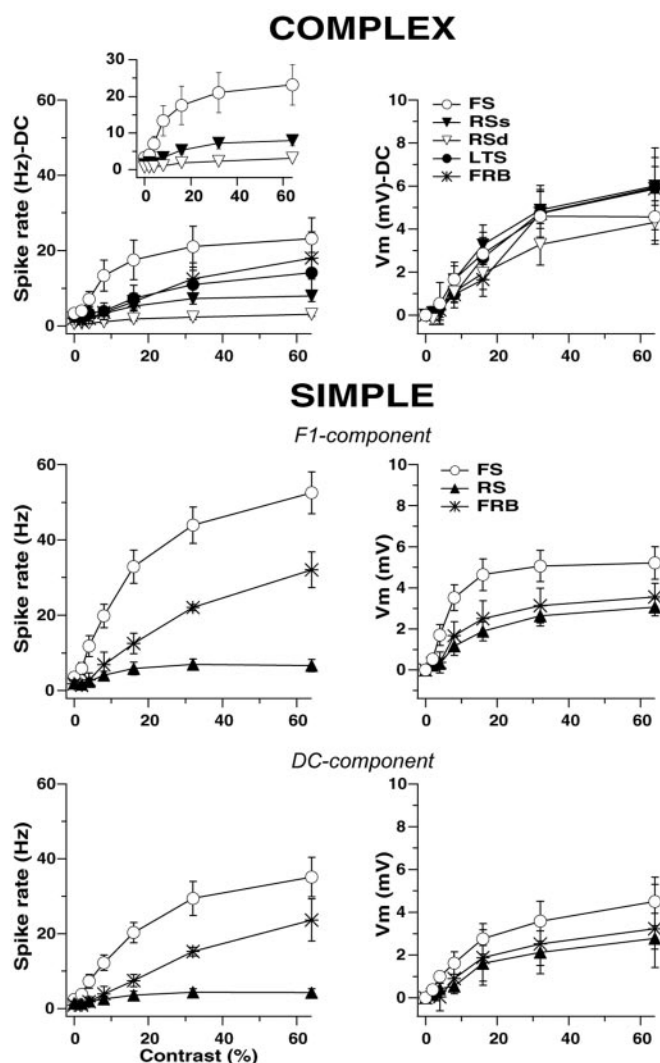 COMPLEX
30
20
10
0
0 20 40 60
60
40
20
0
Spike rate (Hz)-DC
0 20 40 60
10
8
6
4
2
0
Vm (mV)-DC
FS
RSs
RSd
LTS
FRB
0 20 40 60
SIMPLE
F1-component
60
40
20
0
Spike rate (Hz)
0 20 40 60
10
8
6
4
2
0
Vm (mV)
FS
RS
FRB
0 20 40 60
DC-component
60
40
20
0
Spike rate (Hz)
0 20 40 60
Contrast (%)
10
8
6
4
2
0
Vm (mV)
0 20 40 60